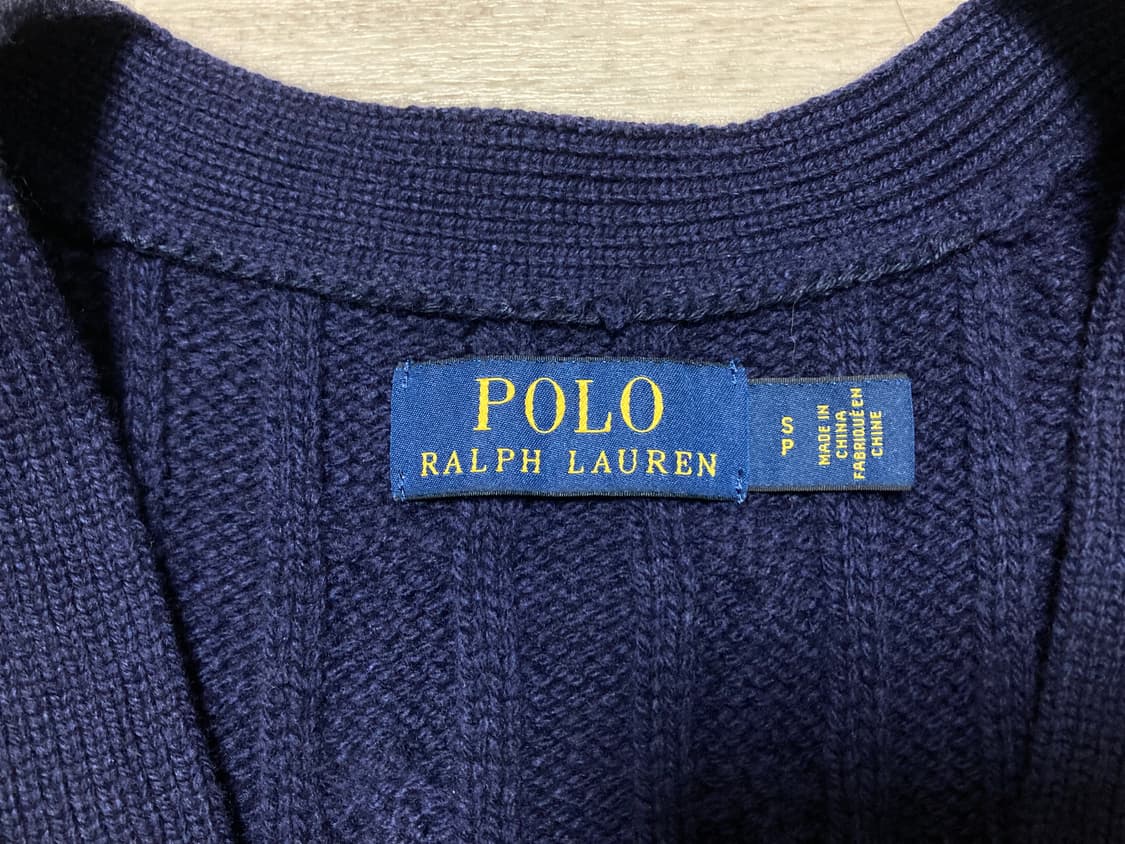 POLO
RALPH LAUREN
S
P
MADE IN
CHINA
FABRIQUÉ EN
CHINE